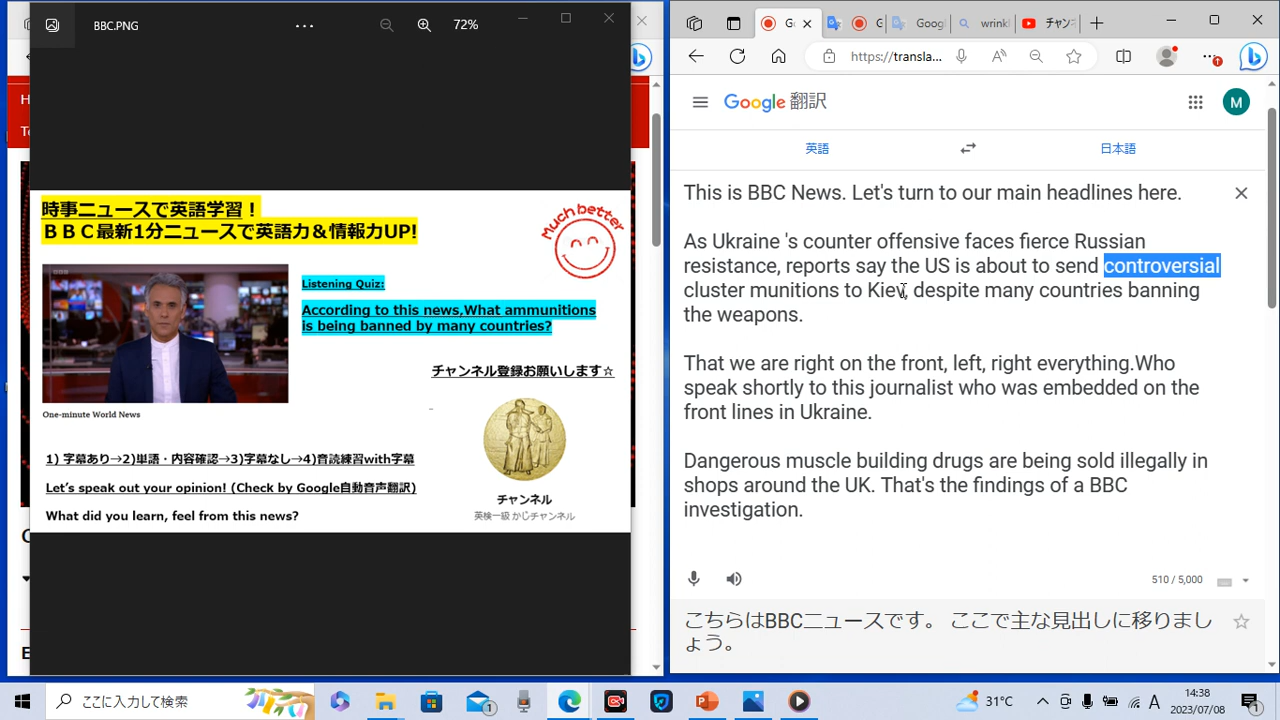 BBC.PNG
72%
時事ニュースで英語学習！
ＢＢＣ最新1分ニュースで英語力＆情報力UP!
Much better
Listening Quiz:
According to this news,What ammunitions
is being banned by many countries?
チャンネル登録お願いします☆
One-minute World News
1) 字幕あり→2)単語・内容確認→3)字幕なし→4)音読練習with字幕
Let's speak out your opinion! (Check by Google自動音声翻訳)
What did you learn, feel from this news?
チャンネル
英検一級 かじチャンネル
Goog
wrinkl
チャン
https://transla...
Google 翻訳
M
英語
日本語
This is BBC News. Let's turn to our main headlines here.
As Ukraine 's counter offensive faces fierce Russian
resistance, reports say the US is about to send controversial
cluster munitions to Kiev, despite many countries banning
the weapons.
That we are right on the front, left, right everything.Who
speak shortly to this journalist who was embedded on the
front lines in Ukraine.
Dangerous muscle building drugs are being sold illegally in
shops around the UK. That's the findings of a BBC
investigation.
510 / 5,000
こちらはBBCニュースです。 ここで主な見出しに移りまし
ょう。
ここに入力して検索
31°C
A
14:38
2023/07/08